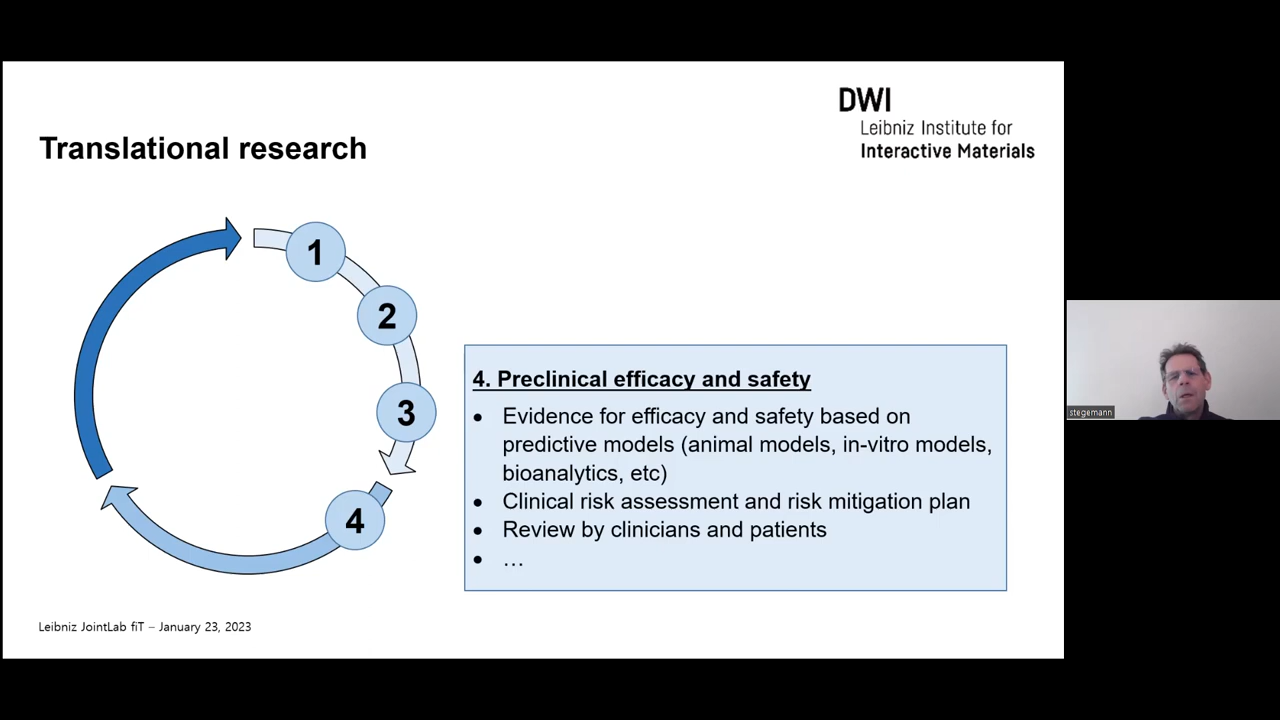 DWI
Leibniz Institute for
Interactive Materials
Translational research
1
2
3
4
4. Preclinical efficacy and safety
• Evidence for efficacy and safety based on
predictive models (animal models, in-vitro models,
bioanalytics, etc)
• Clinical risk assessment and risk mitigation plan
• Review by clinicians and patients
• …
stegemann
Leibniz JointLab fiT – January 23, 2023